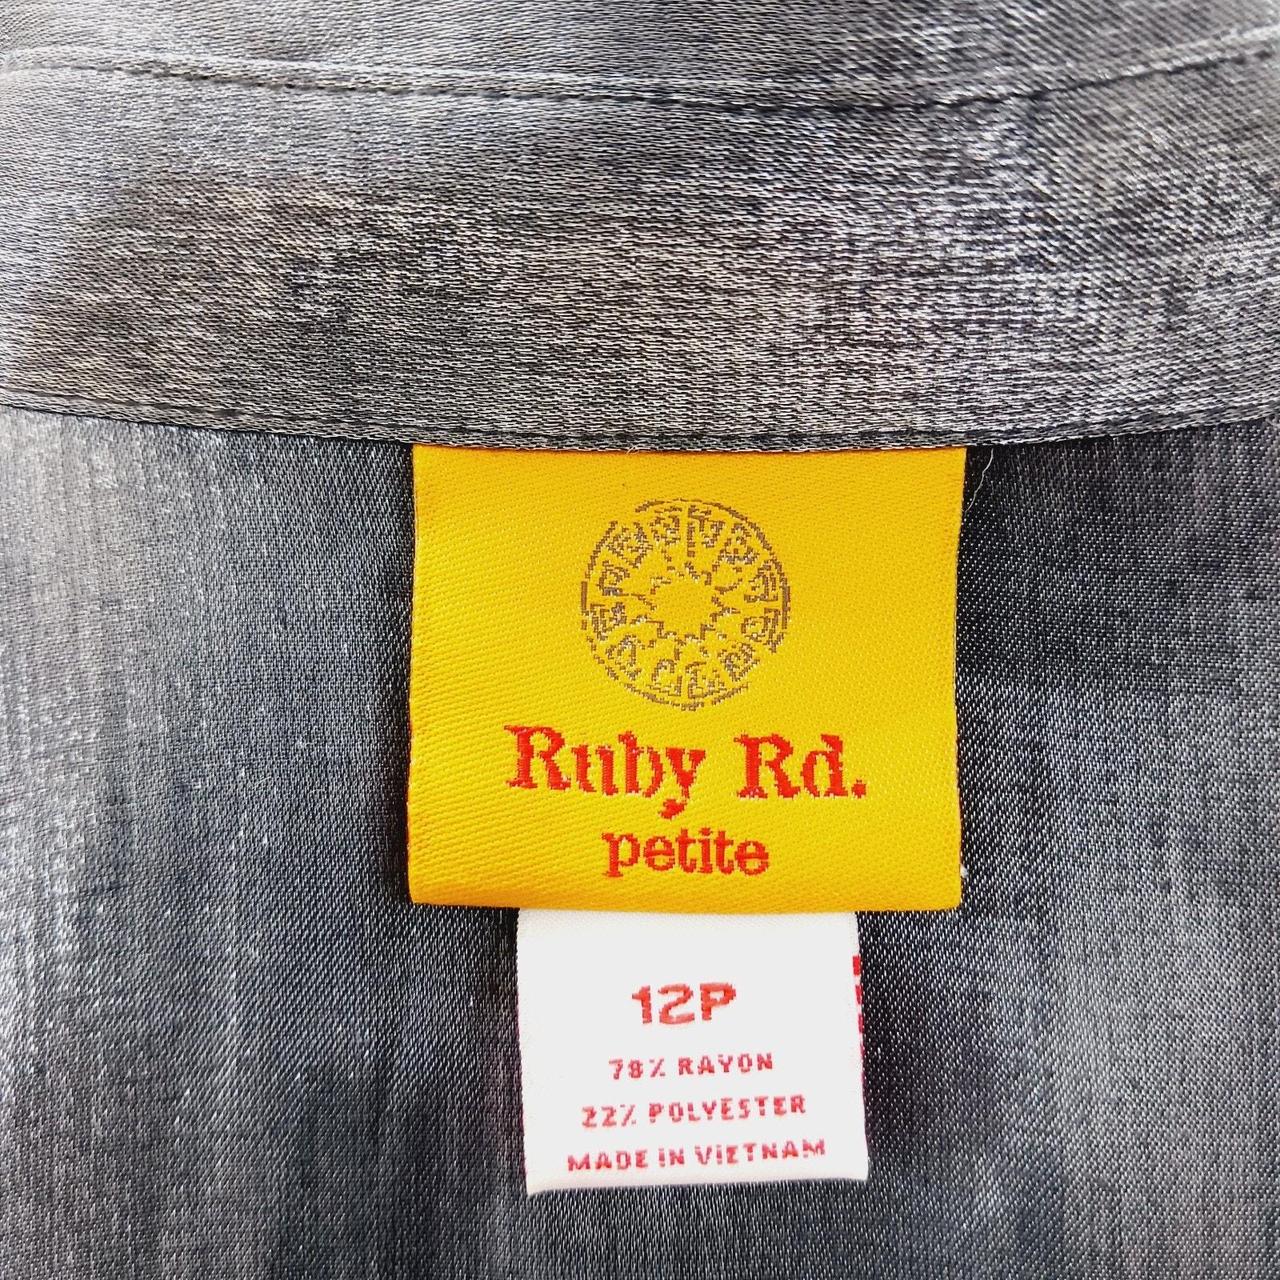 Ruby Rd.
petite
12P
78% RAYON
22% POLYESTER
MADE IN VIETNAM